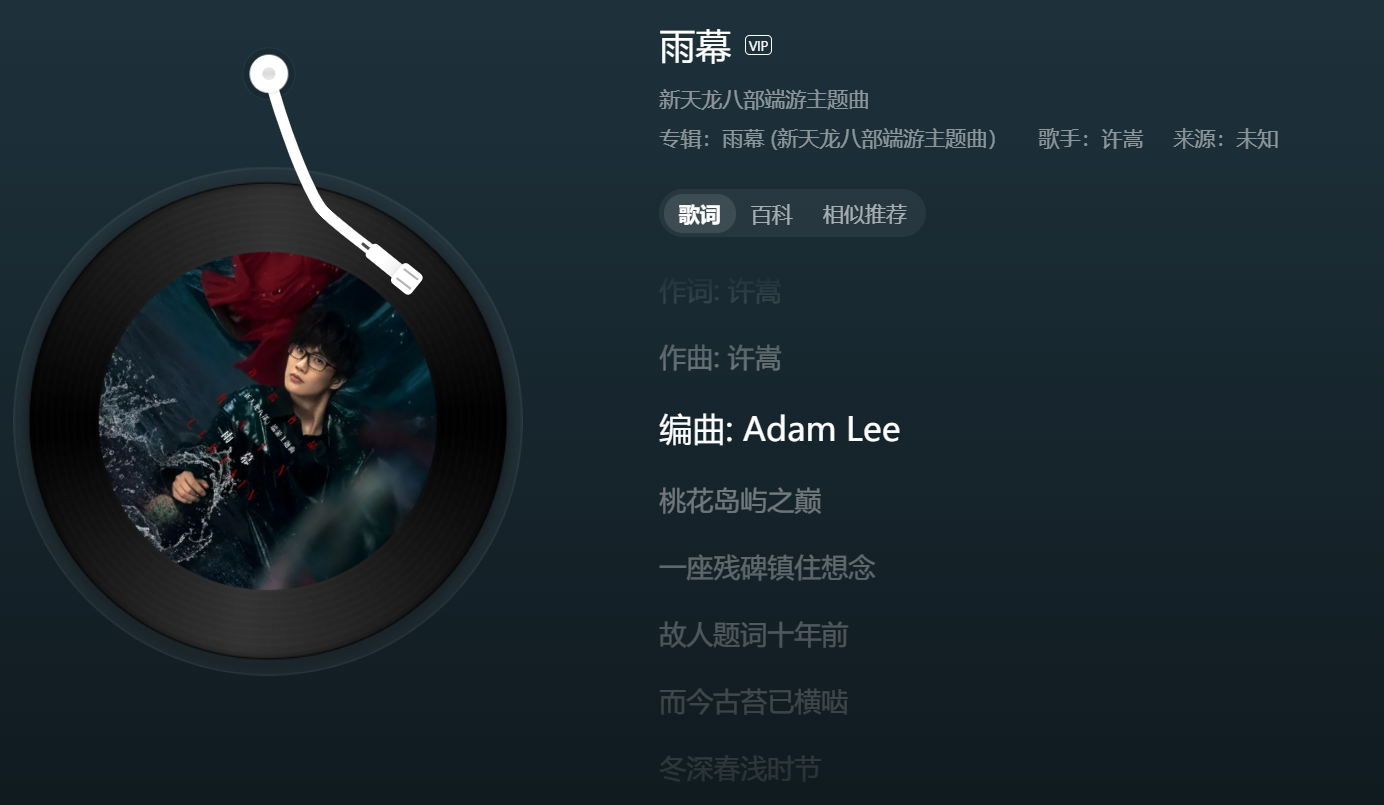 雨幕 VIP
新天龙八部端游主题曲
专辑：雨幕 (新天龙八部端游主题曲) 歌手：许嵩 来源：未知
歌词 百科 相似推荐
作词: 许嵩
作曲: 许嵩
编曲: Adam Lee
桃花岛屿之巅
一座残碑镇住想念
故人题词十年前
而今古苔已横啮
冬深春浅时节
雨幕